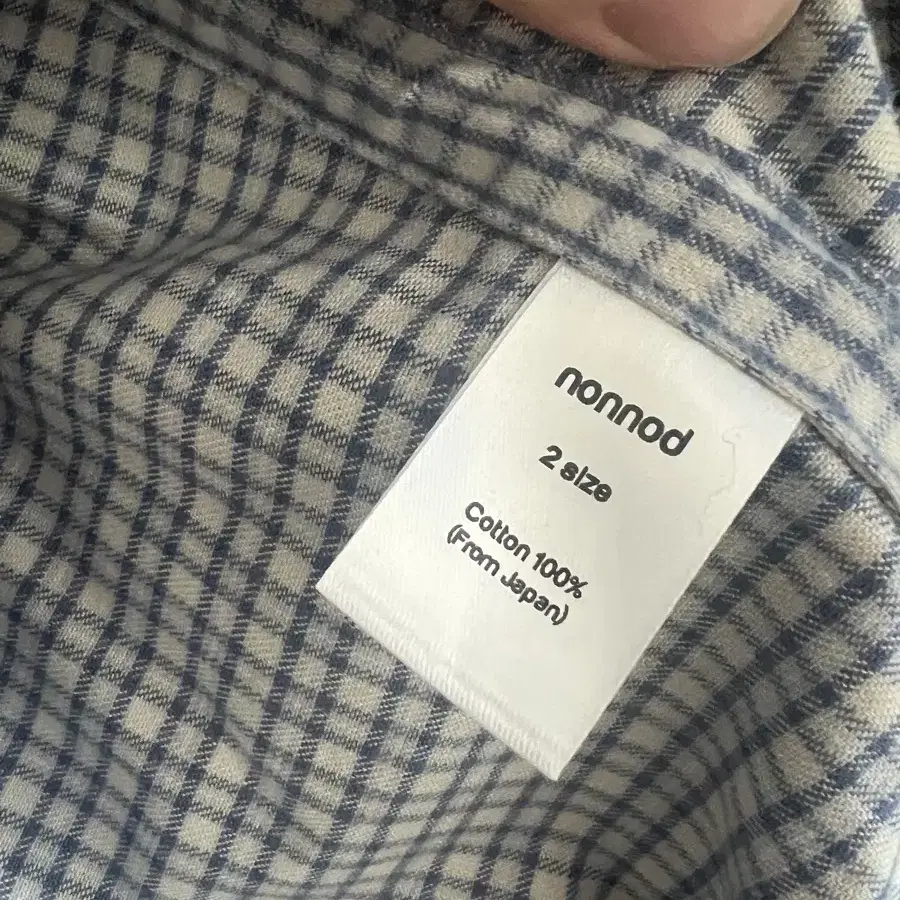 nonnod
2 size
Cotton 100%
(From Japan)